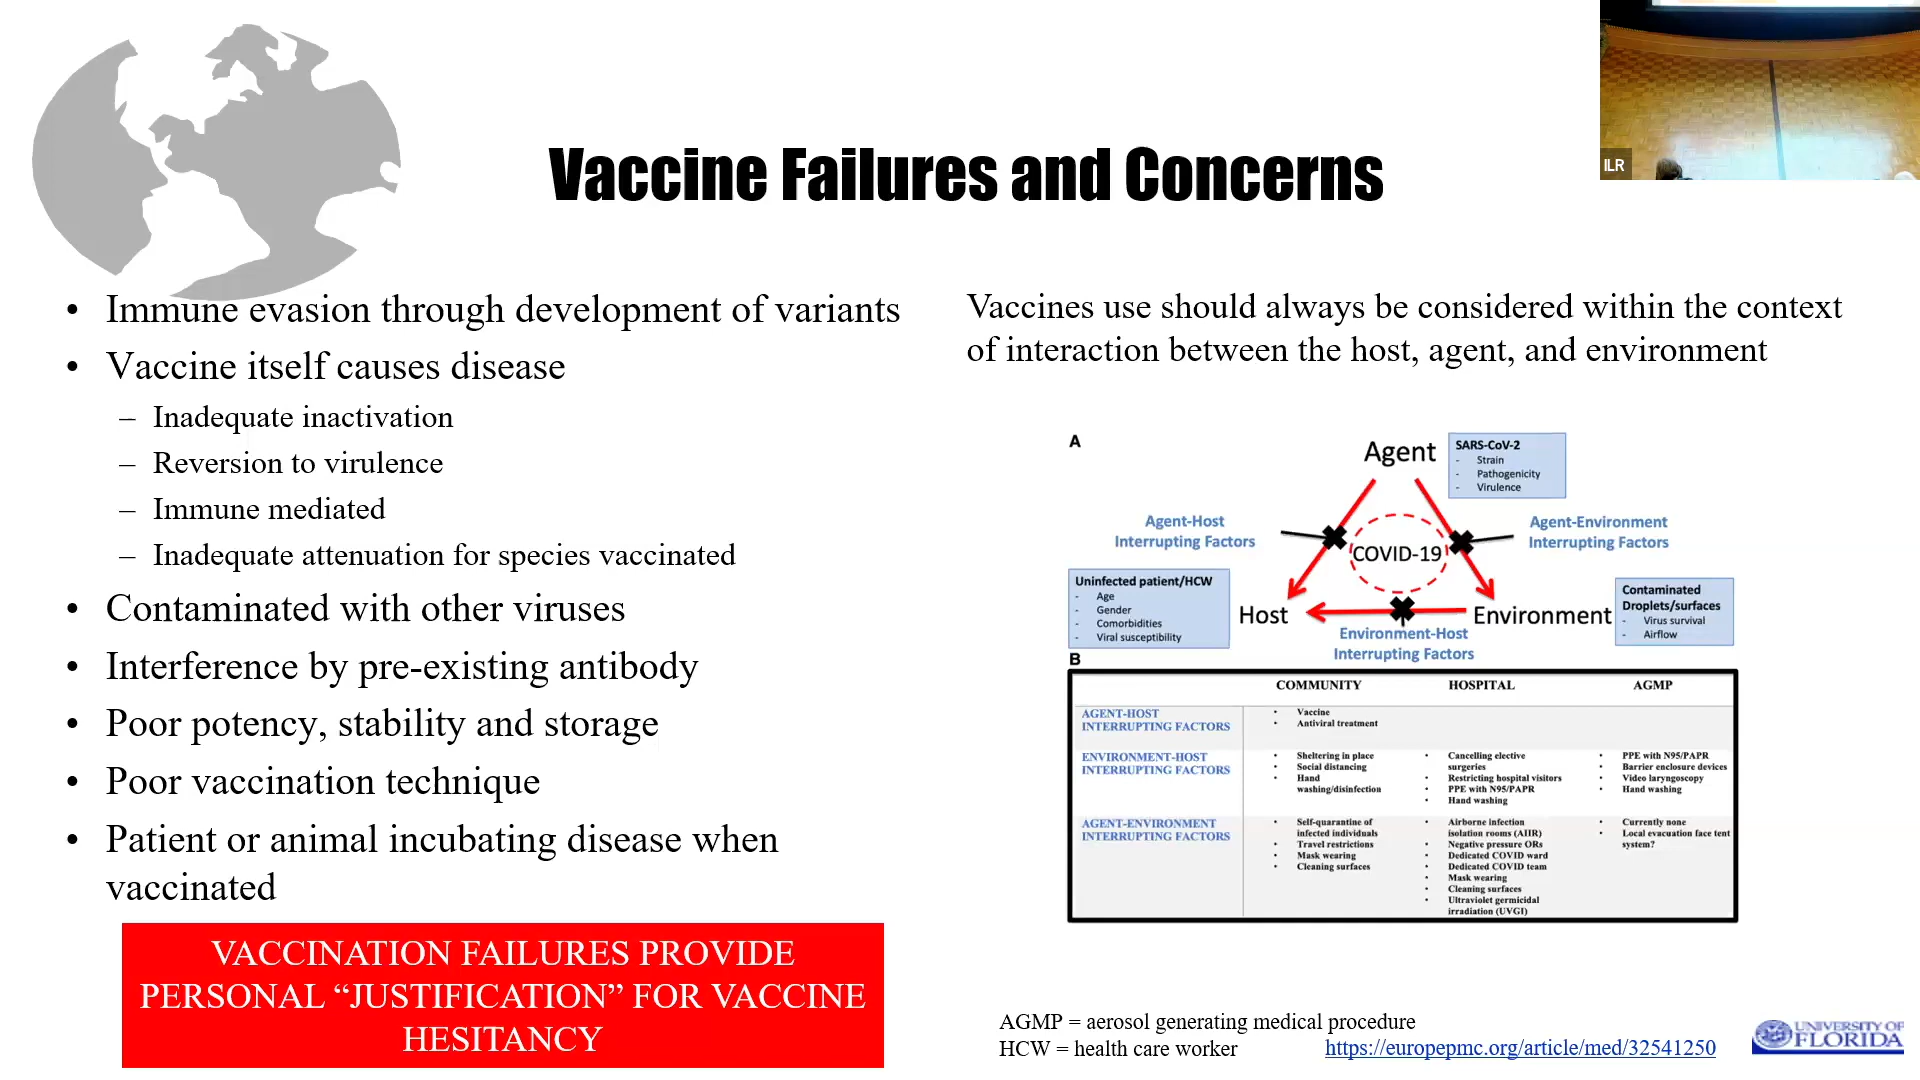 ILR
Vaccine Failures and Concerns
• Immune evasion through development of variants
• Vaccine itself causes disease
– Inadequate inactivation
– Reversion to virulence
– Immune mediated
– Inadequate attenuation for species vaccinated
• Contaminated with other viruses
• Interference by pre-existing antibody
• Poor potency, stability and storage
• Poor vaccination technique
• Patient or animal incubating disease when
vaccinated
VACCINATION FAILURES PROVIDE
PERSONAL “JUSTIFICATION” FOR VACCINE
HESITANCY
Vaccines use should always be considered within the context
of interaction between the host, agent, and environment
A
Agent
SARS-CoV-2
- Strain
- Pathogenicity
- Virulence
Agent-Host
Interrupting Factors
Agent-Environment
Interrupting Factors
COVID-19
Uninfected patient/HCW
- Age
- Gender
- Comorbidities
- Viral susceptibility
Host
Environment
Contaminated
Droplets/surfaces
- Virus survival
- Airflow
Environment-Host
Interrupting Factors
B
COMMUNITY HOSPITAL AGMP
AGENT-HOST
INTERRUPTING FACTORS
• Vaccine
• Antiviral treatment
ENVIRONMENT-HOST
INTERRUPTING FACTORS
• Sheltering in place
• Social distancing
• Hand
washing/disinfection
• Cancelling elective
surgeries
• Restricting hospital visitors
• PPE with N95/PAPR
• Hand washing
• PPE with N95/PAPR
• Barrier enclosure devices
• Video laryngoscopy
• Hand washing
AGENT-ENVIRONMENT
INTERRUPTING FACTORS
• Self-quarantine of
infected individuals
• Travel restrictions
• Mask wearing
• Cleaning surfaces
• Airborne infection
isolation rooms (AIIR)
• Negative pressure ORs
• Dedicated COVID ward
• Dedicated COVID team
• Mask wearing
• Cleaning surfaces
• Ultraviolet germicidal
irradiation (UVGI)
• Currently none
• Local evacuation face tent
system?
AGMP = aerosol generating medical procedure
HCW = health care worker
https://europepmc.org/article/med/32541250
UNIVERSITY OF
FLORIDA